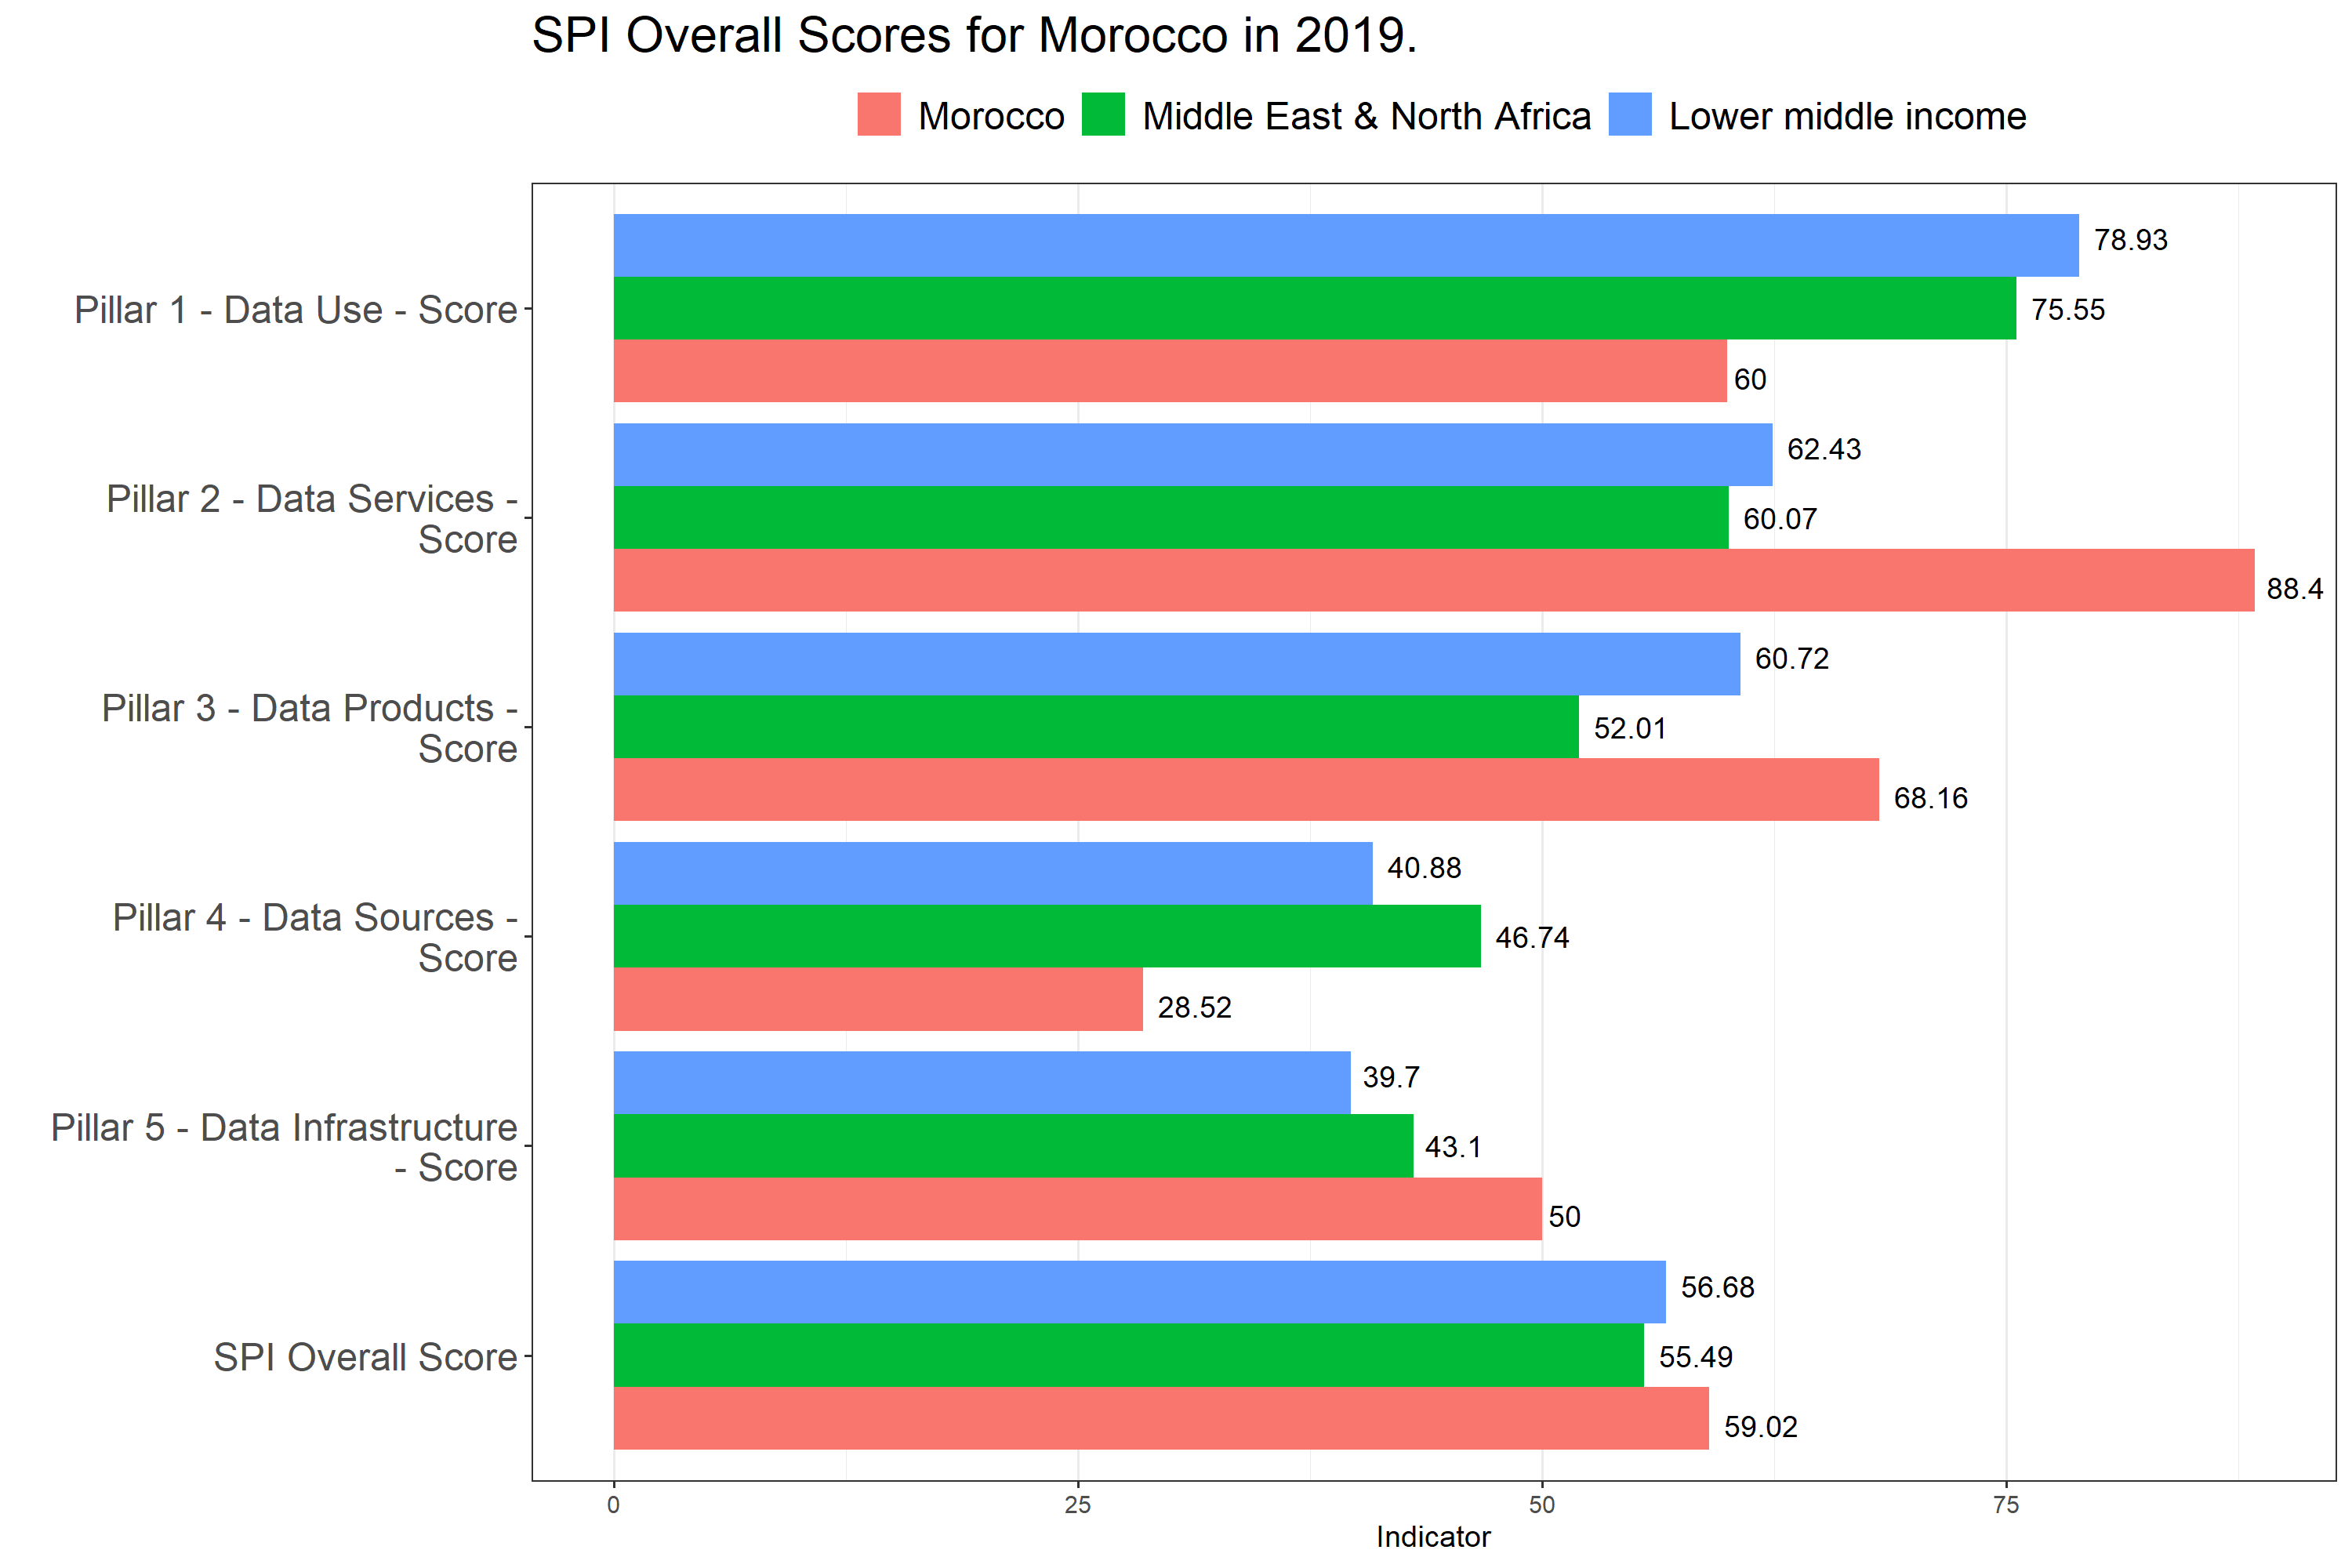 SPI Overall Scores for Morocco in 2019.
Morocco Middle East & North Africa Lower middle income
Pillar 1 - Data Use - Score
78.93
75.55
60
Pillar 2 - Data Services -
Score
62.43
60.07
88.4
Pillar 3 - Data Products -
Score
60.72
52.01
68.16
Pillar 4 - Data Sources -
Score
40.88
46.74
28.52
Pillar 5 - Data Infrastructure
- Score
39.7
43.1
50
SPI Overall Score
56.68
55.49
59.02
0 25 50 75
Indicator